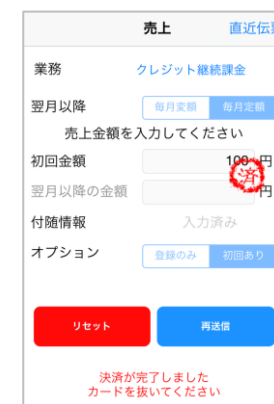 売上 直近伝
業務 クレジット継続課金
翌月以降 毎月変額 毎月定額
売上金額を入力してください
初回金額 100 円
済
翌月以降の金額 円
付随情報 入力済み
オプション 登録のみ 初回あり
リセット 再送信
決済が完了しました
カードを抜いてください